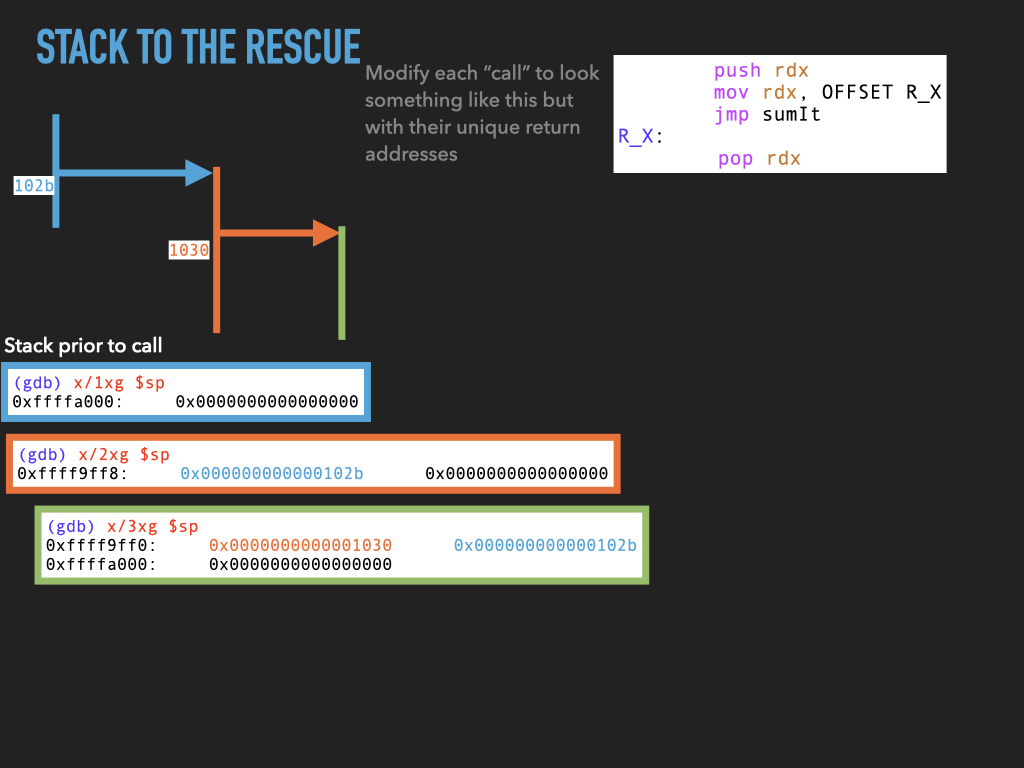 STACK TO THE RESCUE
Modify each “call” to look
something like this but
with their unique return
addresses
push rdx
mov rdx, OFFSET R_X
jmp sumIt
R_X:
pop rdx
102b
1030
Stack prior to call
(gdb) x/1xg $sp
0xffffa000: 0x0000000000000000
(gdb) x/2xg $sp
0xffff9ff8: 0x000000000000102b 0x0000000000000000
(gdb) x/3xg $sp
0xffff9ff0: 0x0000000000001030 0x000000000000102b
0xffffa000: 0x0000000000000000